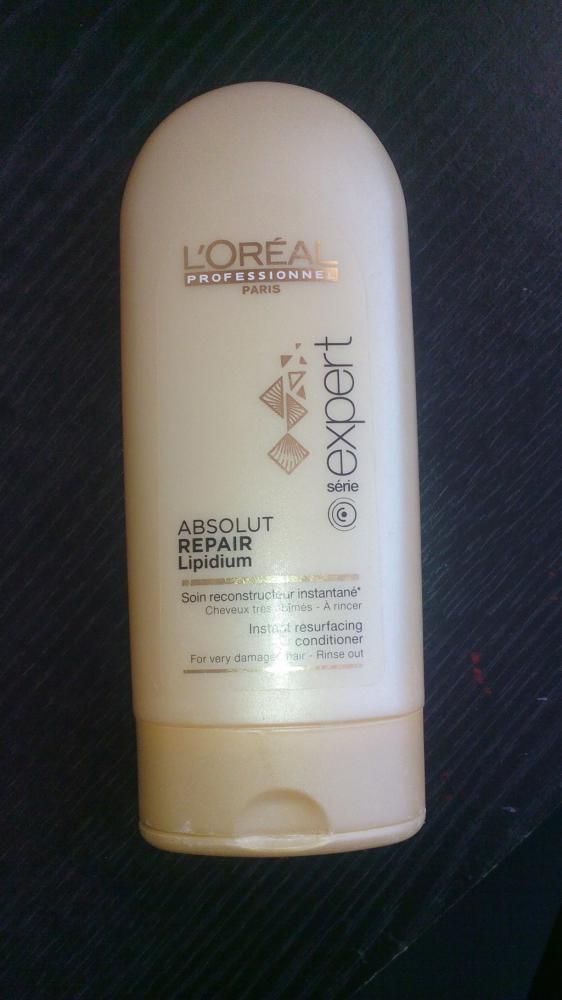 L'ORÉAL
PROFESSIONNEL
PARIS
série expert
ABSOLUT
REPAIR
Lipidium
Soin reconstructeur instantané*
Cheveux très abîmés - À rincer
Instant resurfacing
conditioner
For very damaged hair - Rinse out